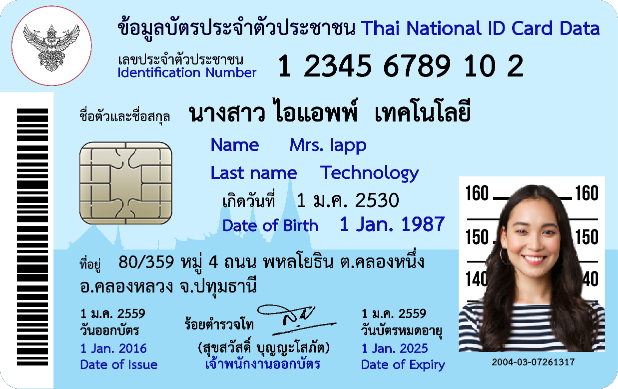 ข้อมูลบัตรประจำตัวประชาชน Thai National ID Card Data
เลขประจำตัวประชาชน
Identification Number 1 2345 6789 10 2
ชื่อตัวและชื่อสกุล นางสาว ไอแอพพ์ เทคโนโลยี
Name Mrs. Iapp
Last name Technology
เกิดวันที่ 1 ม.ค. 2530
Date of Birth 1 Jan. 1987
160 160
150 150
140 140
ที่อยู่ 80/359 หมู่ 4 ถนน พหลโยธิน ต.คลองหนึ่ง
อ.คลองหลวง จ.ปทุมธานี
1 ม.ค. 2559
วันออกบัตร
1 Jan. 2016
Date of Issue
ร้อยตำรวจโท
(สุขสวัสดิ์ บุญญะโสภัต)
เจ้าพนักงานออกบัตร
1 ม.ค. 2559
วันบัตรหมดอายุ
1 Jan. 2025
Date of Expiry
2004-03-07261317